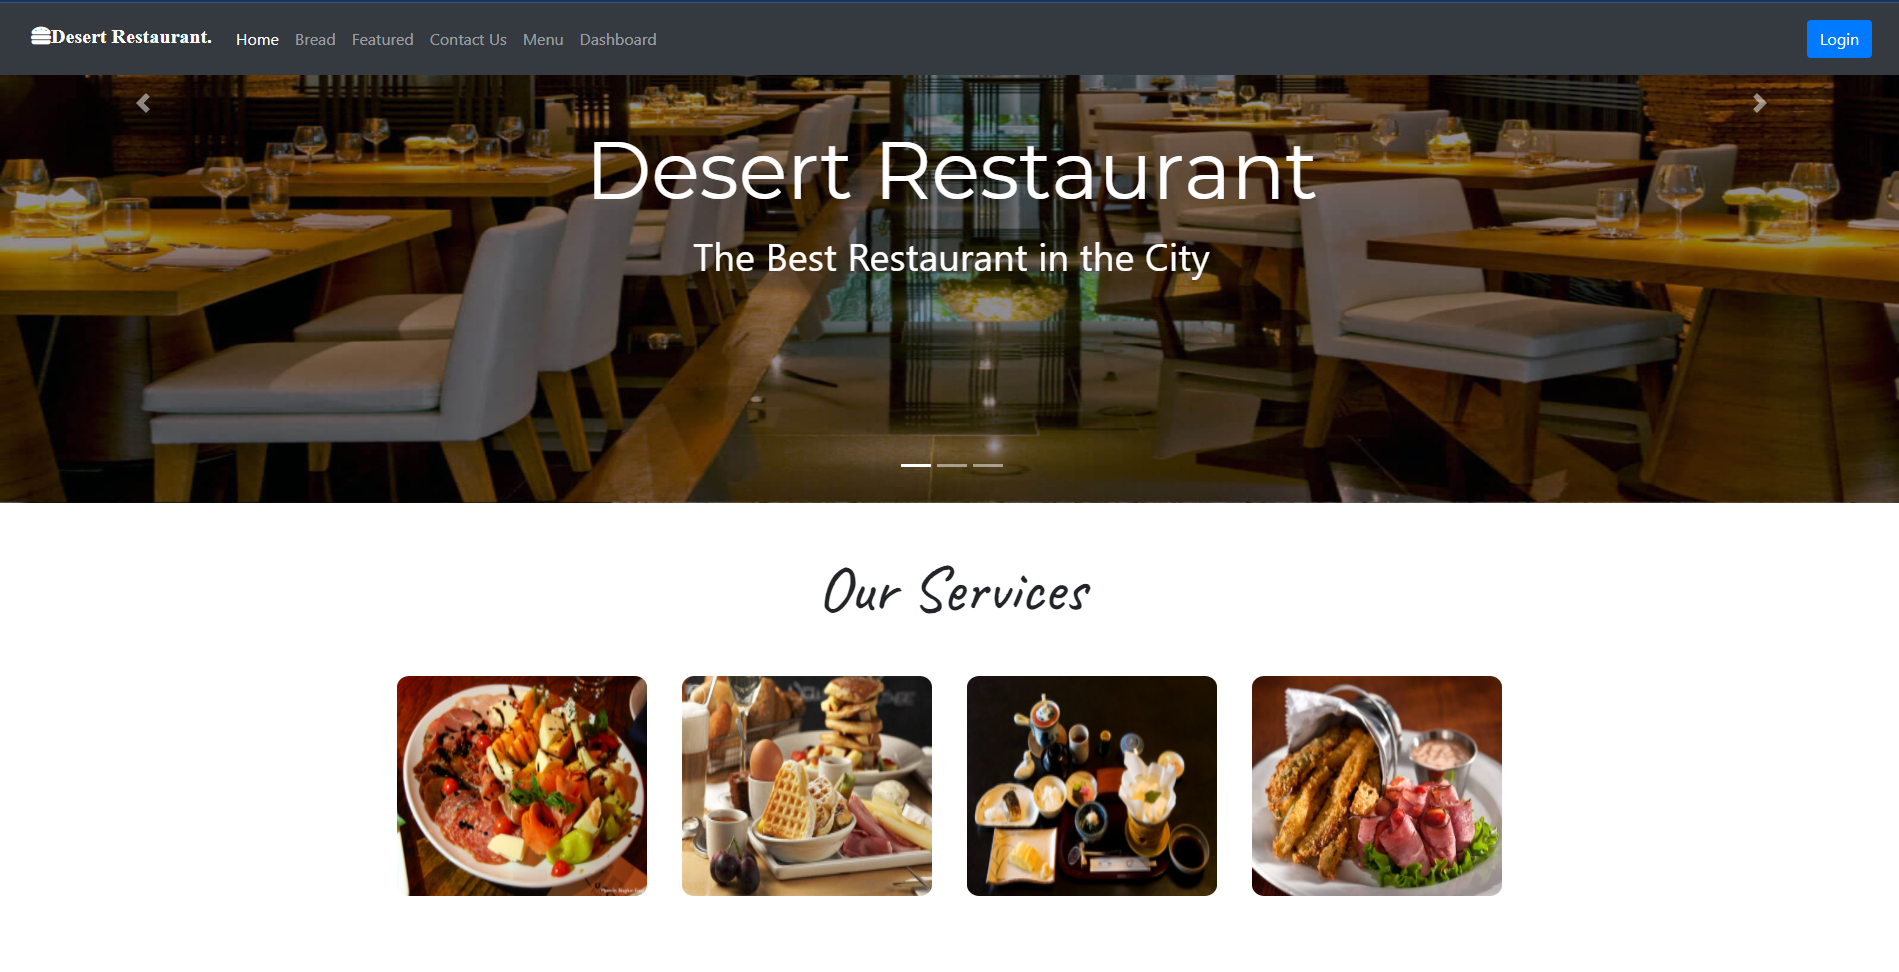 Desert Restaurant. Home Bread Featured Contact Us Menu Dashboard Login
Desert Restaurant
The Best Restaurant in the City
Our Services